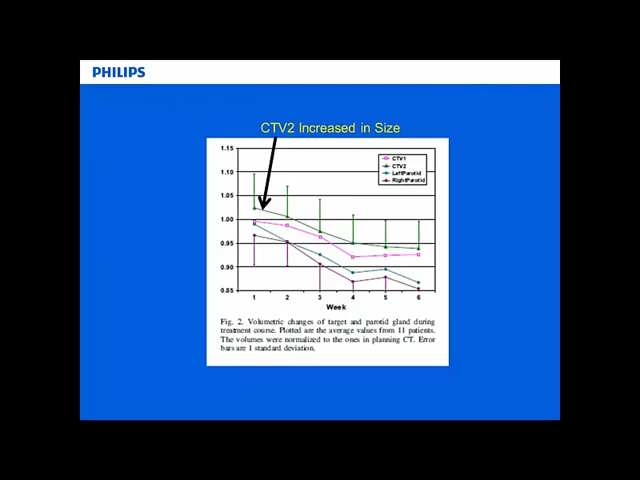 PHILIPS
CTV2 Increased in Size
1.15
1.10
1.05
1.00
0.95
0.90
0.85
CTV1
CTV2
LeftParotid
RightParotid
1 2 3 4 5 6
Week
Fig. 2. Volumetric changes of target and parotid gland during
treatment course. Plotted are the average values from 11 patients.
The volumes were normalized to the ones in planning CT. Error
bars are 1 standard deviation.